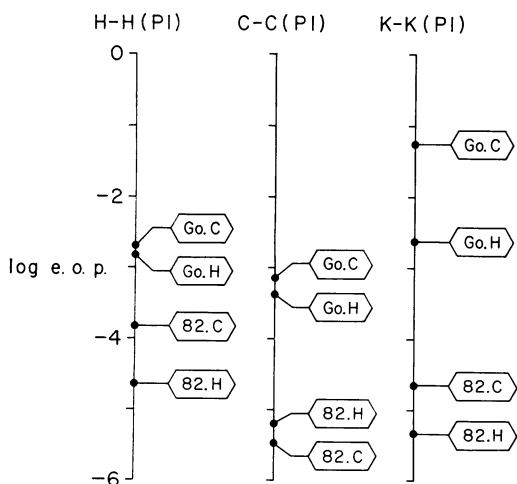 H-H(PI) C-C(PI) K-K(PI)
0
Go.C
-2
Go.C
Go.H
Go.C
log e.o.p. Go.H
Go.H
82.C
-4
82.C
82.H
82.H
82.H
82.C
-6